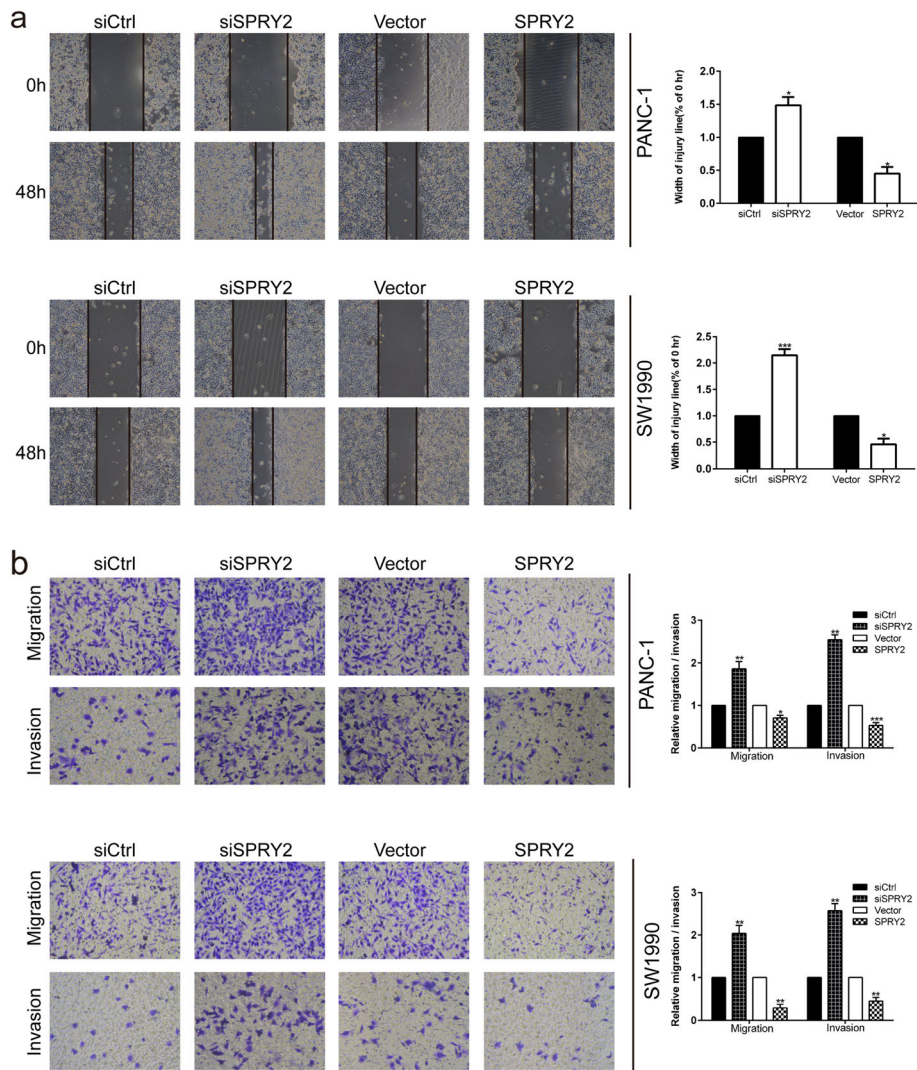 a
siCtrl siSPRY2 Vector SPRY2
0h
48h
PANC-1
Width of injury line(% of 0 hr)
2.0
1.5
1.0
0.5
0.0
siCtrl siSPRY2 Vector SPRY2
* *
siCtrl siSPRY2 Vector SPRY2
0h
48h
SW1990
Width of injury line(% of 0 hr)
2.5
2.0
1.5
1.0
0.5
0.0
siCtrl siSPRY2 Vector SPRY2
*** *
b
siCtrl siSPRY2 Vector SPRY2
Migration
Invasion
PANC-1
Relative migration / invasion
3
2
1
0
** * ** ***
Migration Invasion
siCtrl
siSPRY2
Vector
SPRY2
siCtrl siSPRY2 Vector SPRY2
Migration
Invasion
SW1990
Relative migration / invasion
3
2
1
0
** ** ** **
Migration Invasion
siCtrl
siSPRY2
Vector
SPRY2